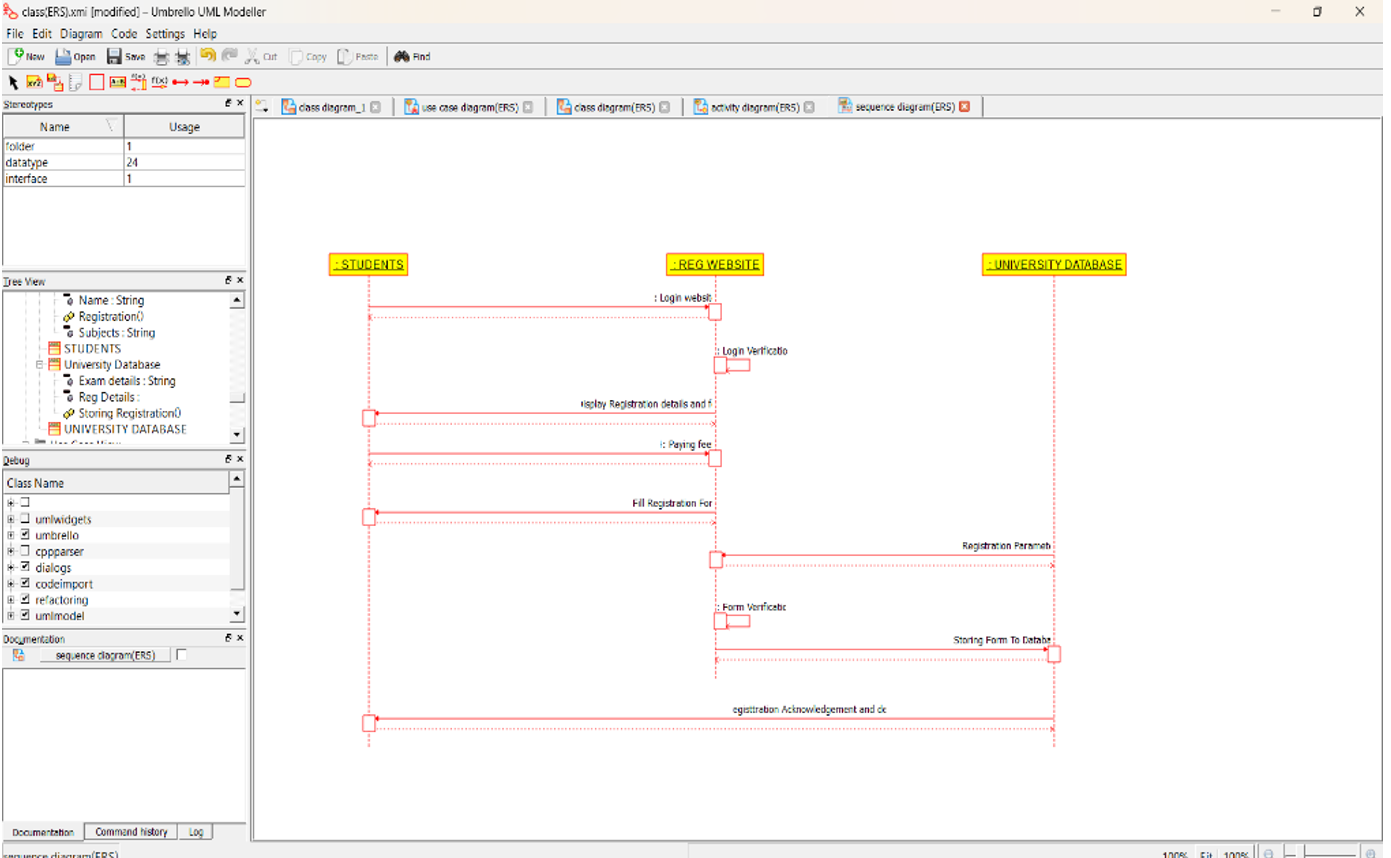 class(ERS).xmi [modified] – Umbrello UML Modeller
File Edit Diagram Code Settings Help
New Open Save Cut Copy Paste Find
Stereotypes
class diagram_1 use case diagram(ERS) class diagram(ERS) activity diagram(ERS) sequence diagram(ERS)
Name Usage
folder 1
datatype 24
interface 1
Tree View
Name : String
Registration()
Subjects : String
STUDENTS
University Database
Exam details : String
Reg Details :
Storing Registration()
UNIVERSITY DATABASE
Debug
Class Name
umlwidgets
umbrello
cppparser
dialogs
codeimport
refactoring
umlmodel
Documentation
sequence diagram(ERS)
Documentation Command history Log
sequence diagram(ERS)
: STUDENTS : REG WEBSITE : UNIVERSITY DATABASE
: Login websit
: Login Verificatio
isplay Registration details and f
: Paying fee
Fill Registration For
Registration Paramet
: Form Verificatic
Storing Form To Databa
egisttration Acknowledgement and de
100% Fit 100%